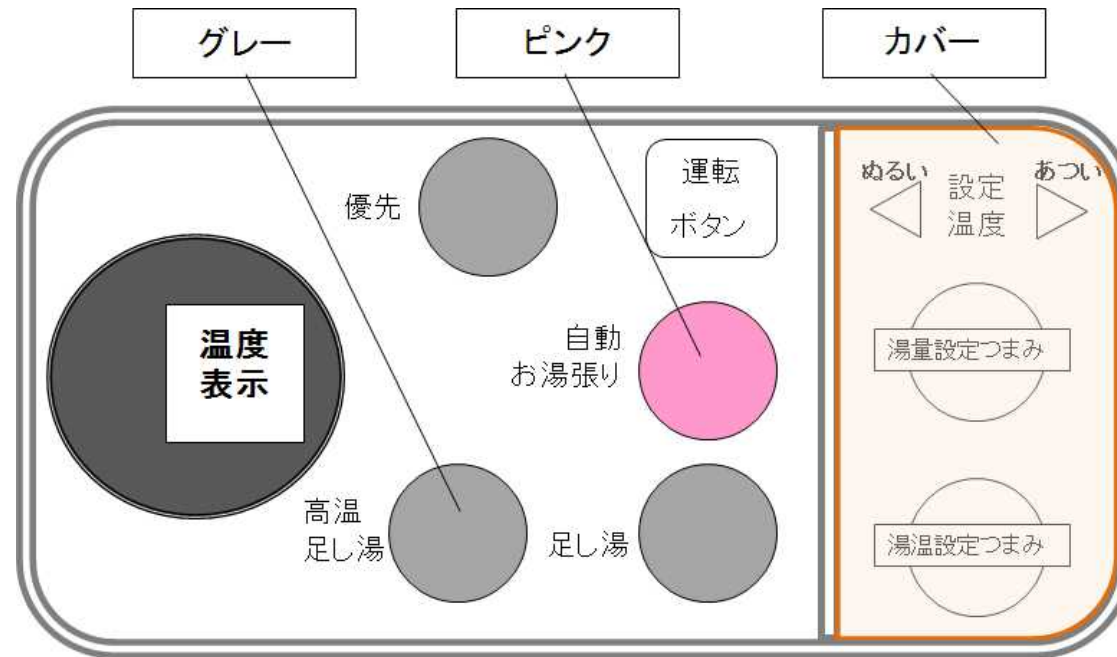 グレー
ピンク
カバー
優先
運転
ボタン
ぬるい
あつい
設定
温度
温度
表示
自動
お湯張り
湯量設定つまみ
高温
足し湯
足し湯
湯温設定つまみ